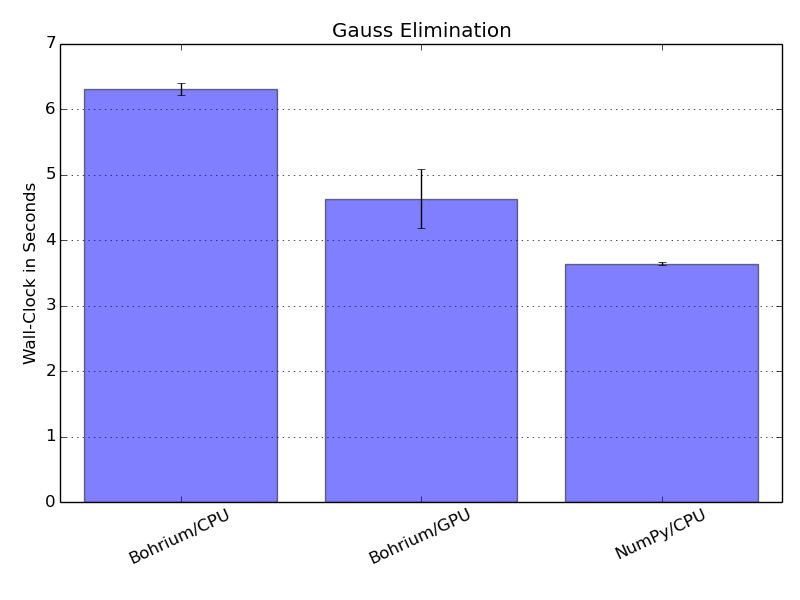 Gauss Elimination
Wall-Clock in Seconds
7
6
5
4
3
2
1
0
Bohrium/CPU
Bohrium/GPU
NumPy/CPU